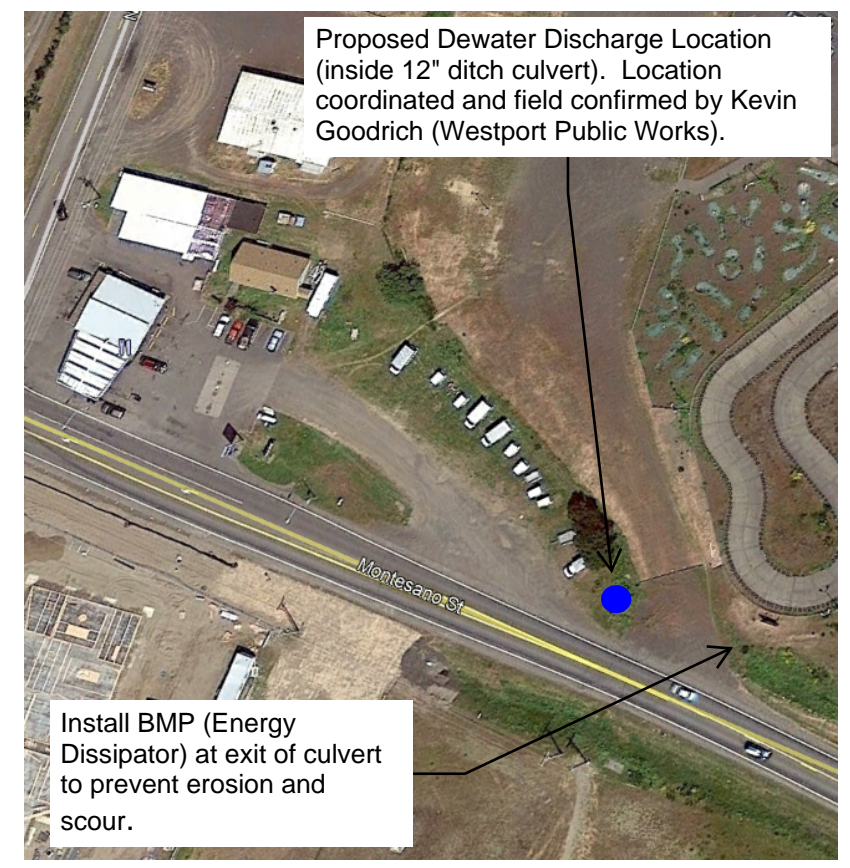 Proposed Dewater Discharge Location
(inside 12" ditch culvert).  Location
coordinated and field confirmed by Kevin
Goodrich (Westport Public Works).
Montesano St
Install BMP (Energy
Dissipator) at exit of culvert
to prevent erosion and
scour.